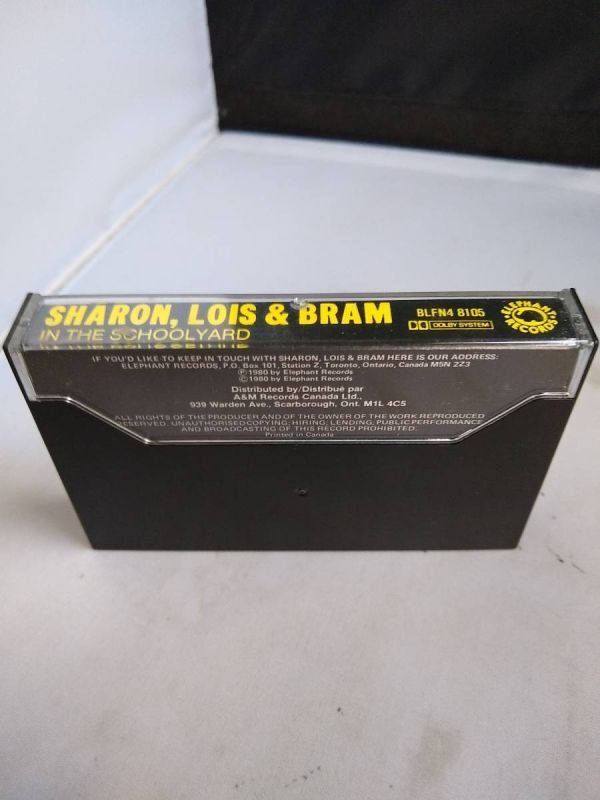 SHARON, LOIS & BRAM
IN THE SCHOOLYARD
BLFN4 8105
DOLBY SYSTEM
ELEPHANT RECORDS
IF YOU'D LIKE TO KEEP IN TOUCH WITH SHARON, LOIS & BRAM HERE IS OUR ADDRESS:
ELEPHANT RECORDS, P.O. Box 101, Station Z, Toronto, Ontario, Canada M5N 2Z3
Ⓟ1980 by Elephant Records
©1980 by Elephant Records
Distributed by/Distribué par
A&M Records Canada Ltd.,
939 Warden Ave., Scarborough, Ont. M1L 4C5
ALL RIGHTS OF THE PRODUCER AND OF THE OWNER OF THE WORK REPRODUCED
RESERVED. UNAUTHORISED COPYING; HIRING; LENDING; PUBLIC PERFORMANCE
AND BROADCASTING OF THIS RECORD PROHIBITED.
Printed in Canada